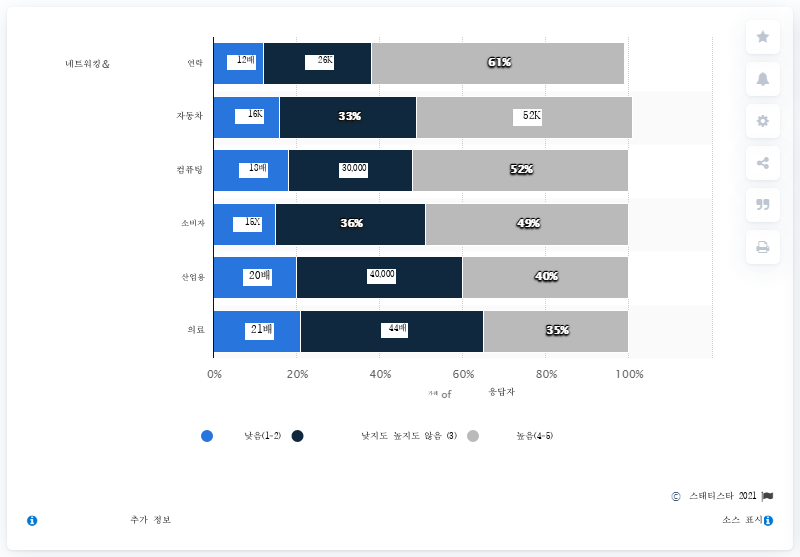 네트워킹& 연락 12배 26K 61%
자동차 16K 33% 52K
컴퓨팅 18배 30,000 52%
소비자 15K 36% 49%
산업용 20배 40,000 40%
의료 21배 44배 35%
0% 20% 40% 60% 80% 100%
of 응답자
낮음(1-2) 낮지도 높지도 않음 (3) 높음(4-5)
© 스태티스타 2021
추가 정보 소스 표시